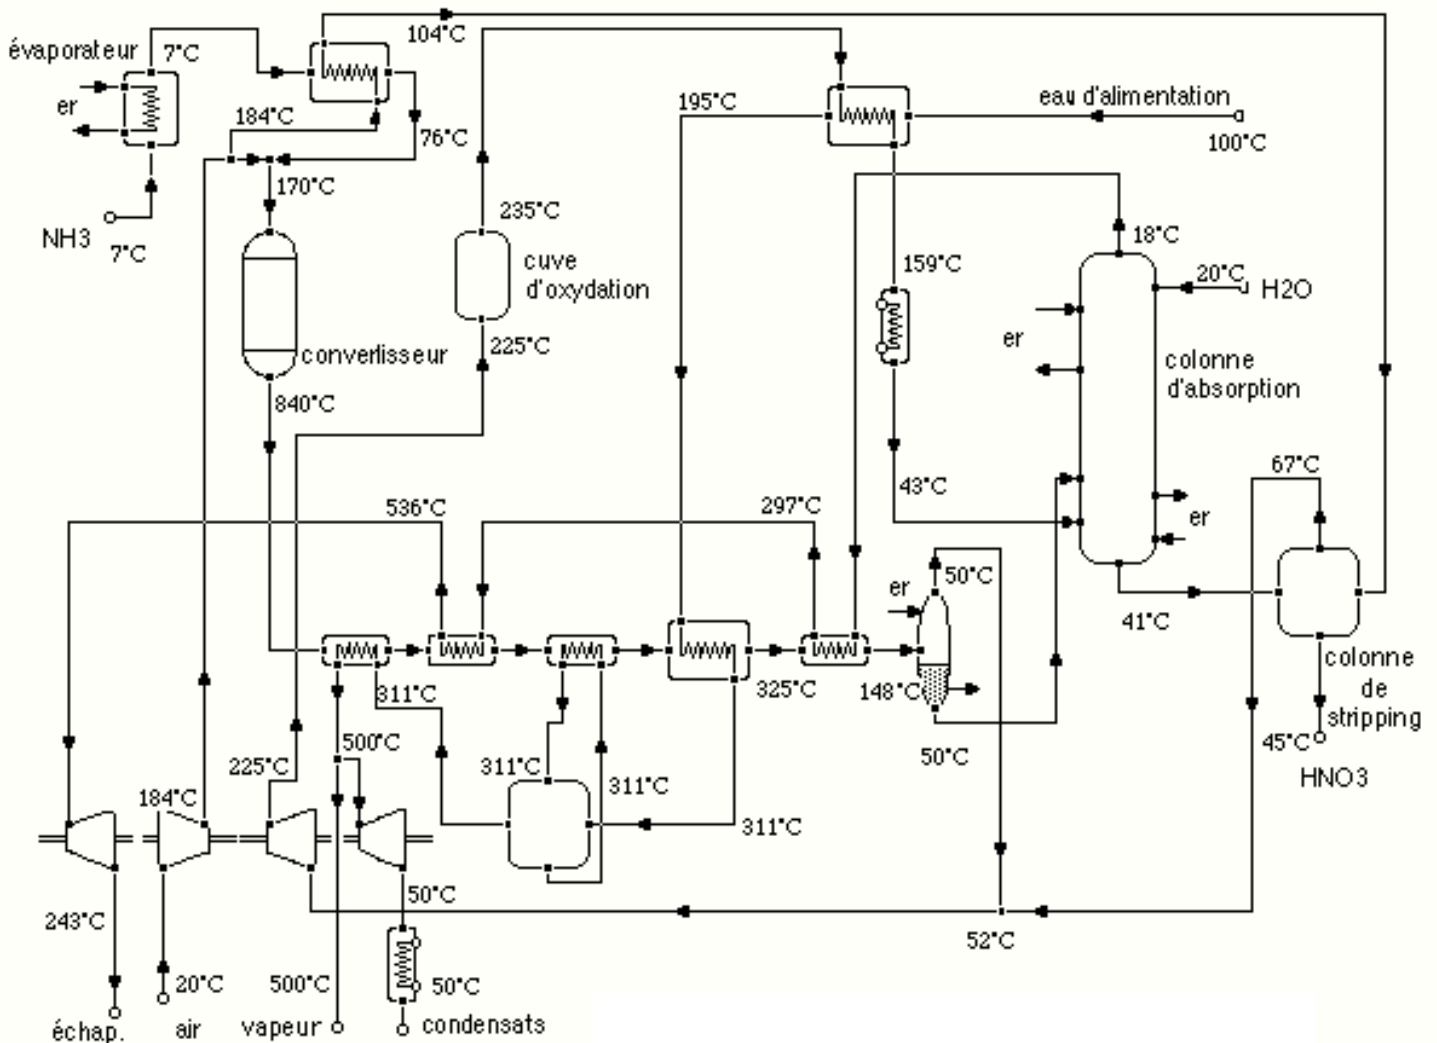 104°C
évaporateur
7°C
er
184°C
76°C
195°C
eau d'alimentation
100°C
170°C
NH3
7°C
235°C
cuve
d'oxydation
225°C
159°C
18°C
20°C
H2O
er
colonne
d'absorption
convertisseur
840°C
43°C
67°C
er
536°C
297°C
50°C
er
41°C
colonne
de
stripping
311°C
325°C
148°C
500°C
50°C
45°C
HNO3
225°C
184°C
311°C
311°C
311°C
50°C
243°C
52°C
20°C
500°C
50°C
échap.
air
vapeur
condensats